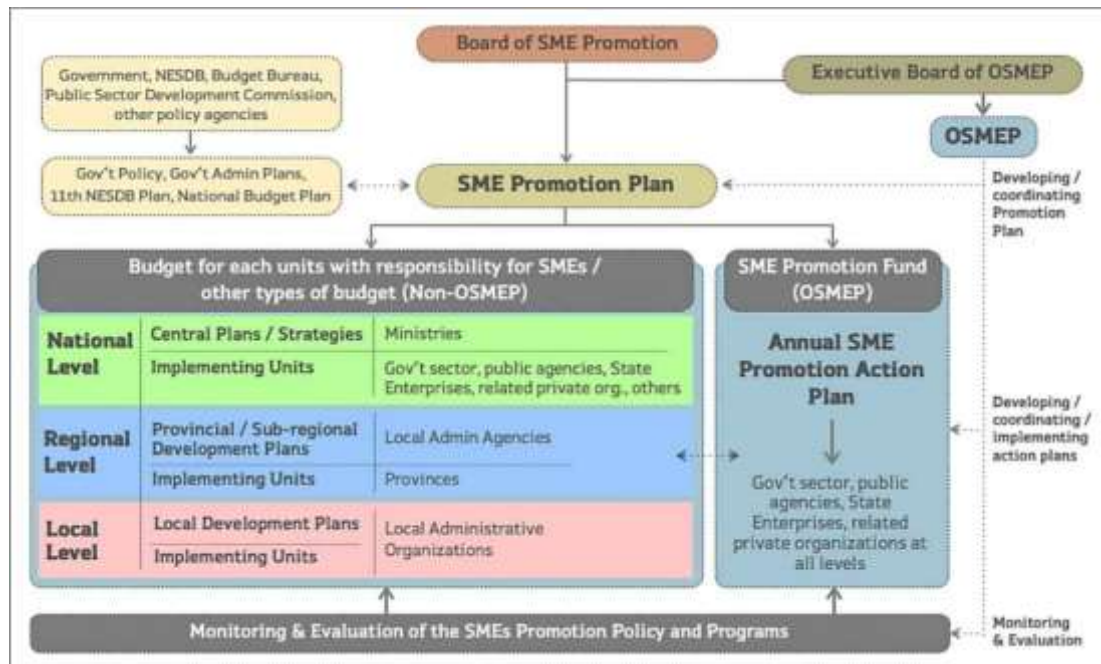 Board of SME Promotion
Executive Board of OSMEP
OSMEP
Government, NESDB, Budget Bureau,
Public Sector Development Commission,
other policy agencies
Gov't Policy, Gov't Admin Plans,
11th NESDB Plan, National Budget Plan
SME Promotion Plan
Developing /
coordinating
Promotion
Plan
Budget for each units with responsibility for SMEs /
other types of budget (Non-OSMEP)
National
Level
Central Plans / Strategies
Ministries
Implementing Units
Gov't sector, public agencies, State
Enterprises, related private org., others
Regional
Level
Provincial / Sub-regional
Development Plans
Local Admin Agencies
Implementing Units
Provinces
Local
Level
Local Development Plans
Implementing Units
Local Administrative
Organizations
SME Promotion Fund
(OSMEP)
Annual SME
Promotion Action
Plan
Gov't sector, public
agencies, State
Enterprises, related
private organizations at
all levels
Developing /
coordinating /
implementing
action plans
Monitoring & Evaluation of the SMEs Promotion Policy and Programs
Monitoring
& Evaluation